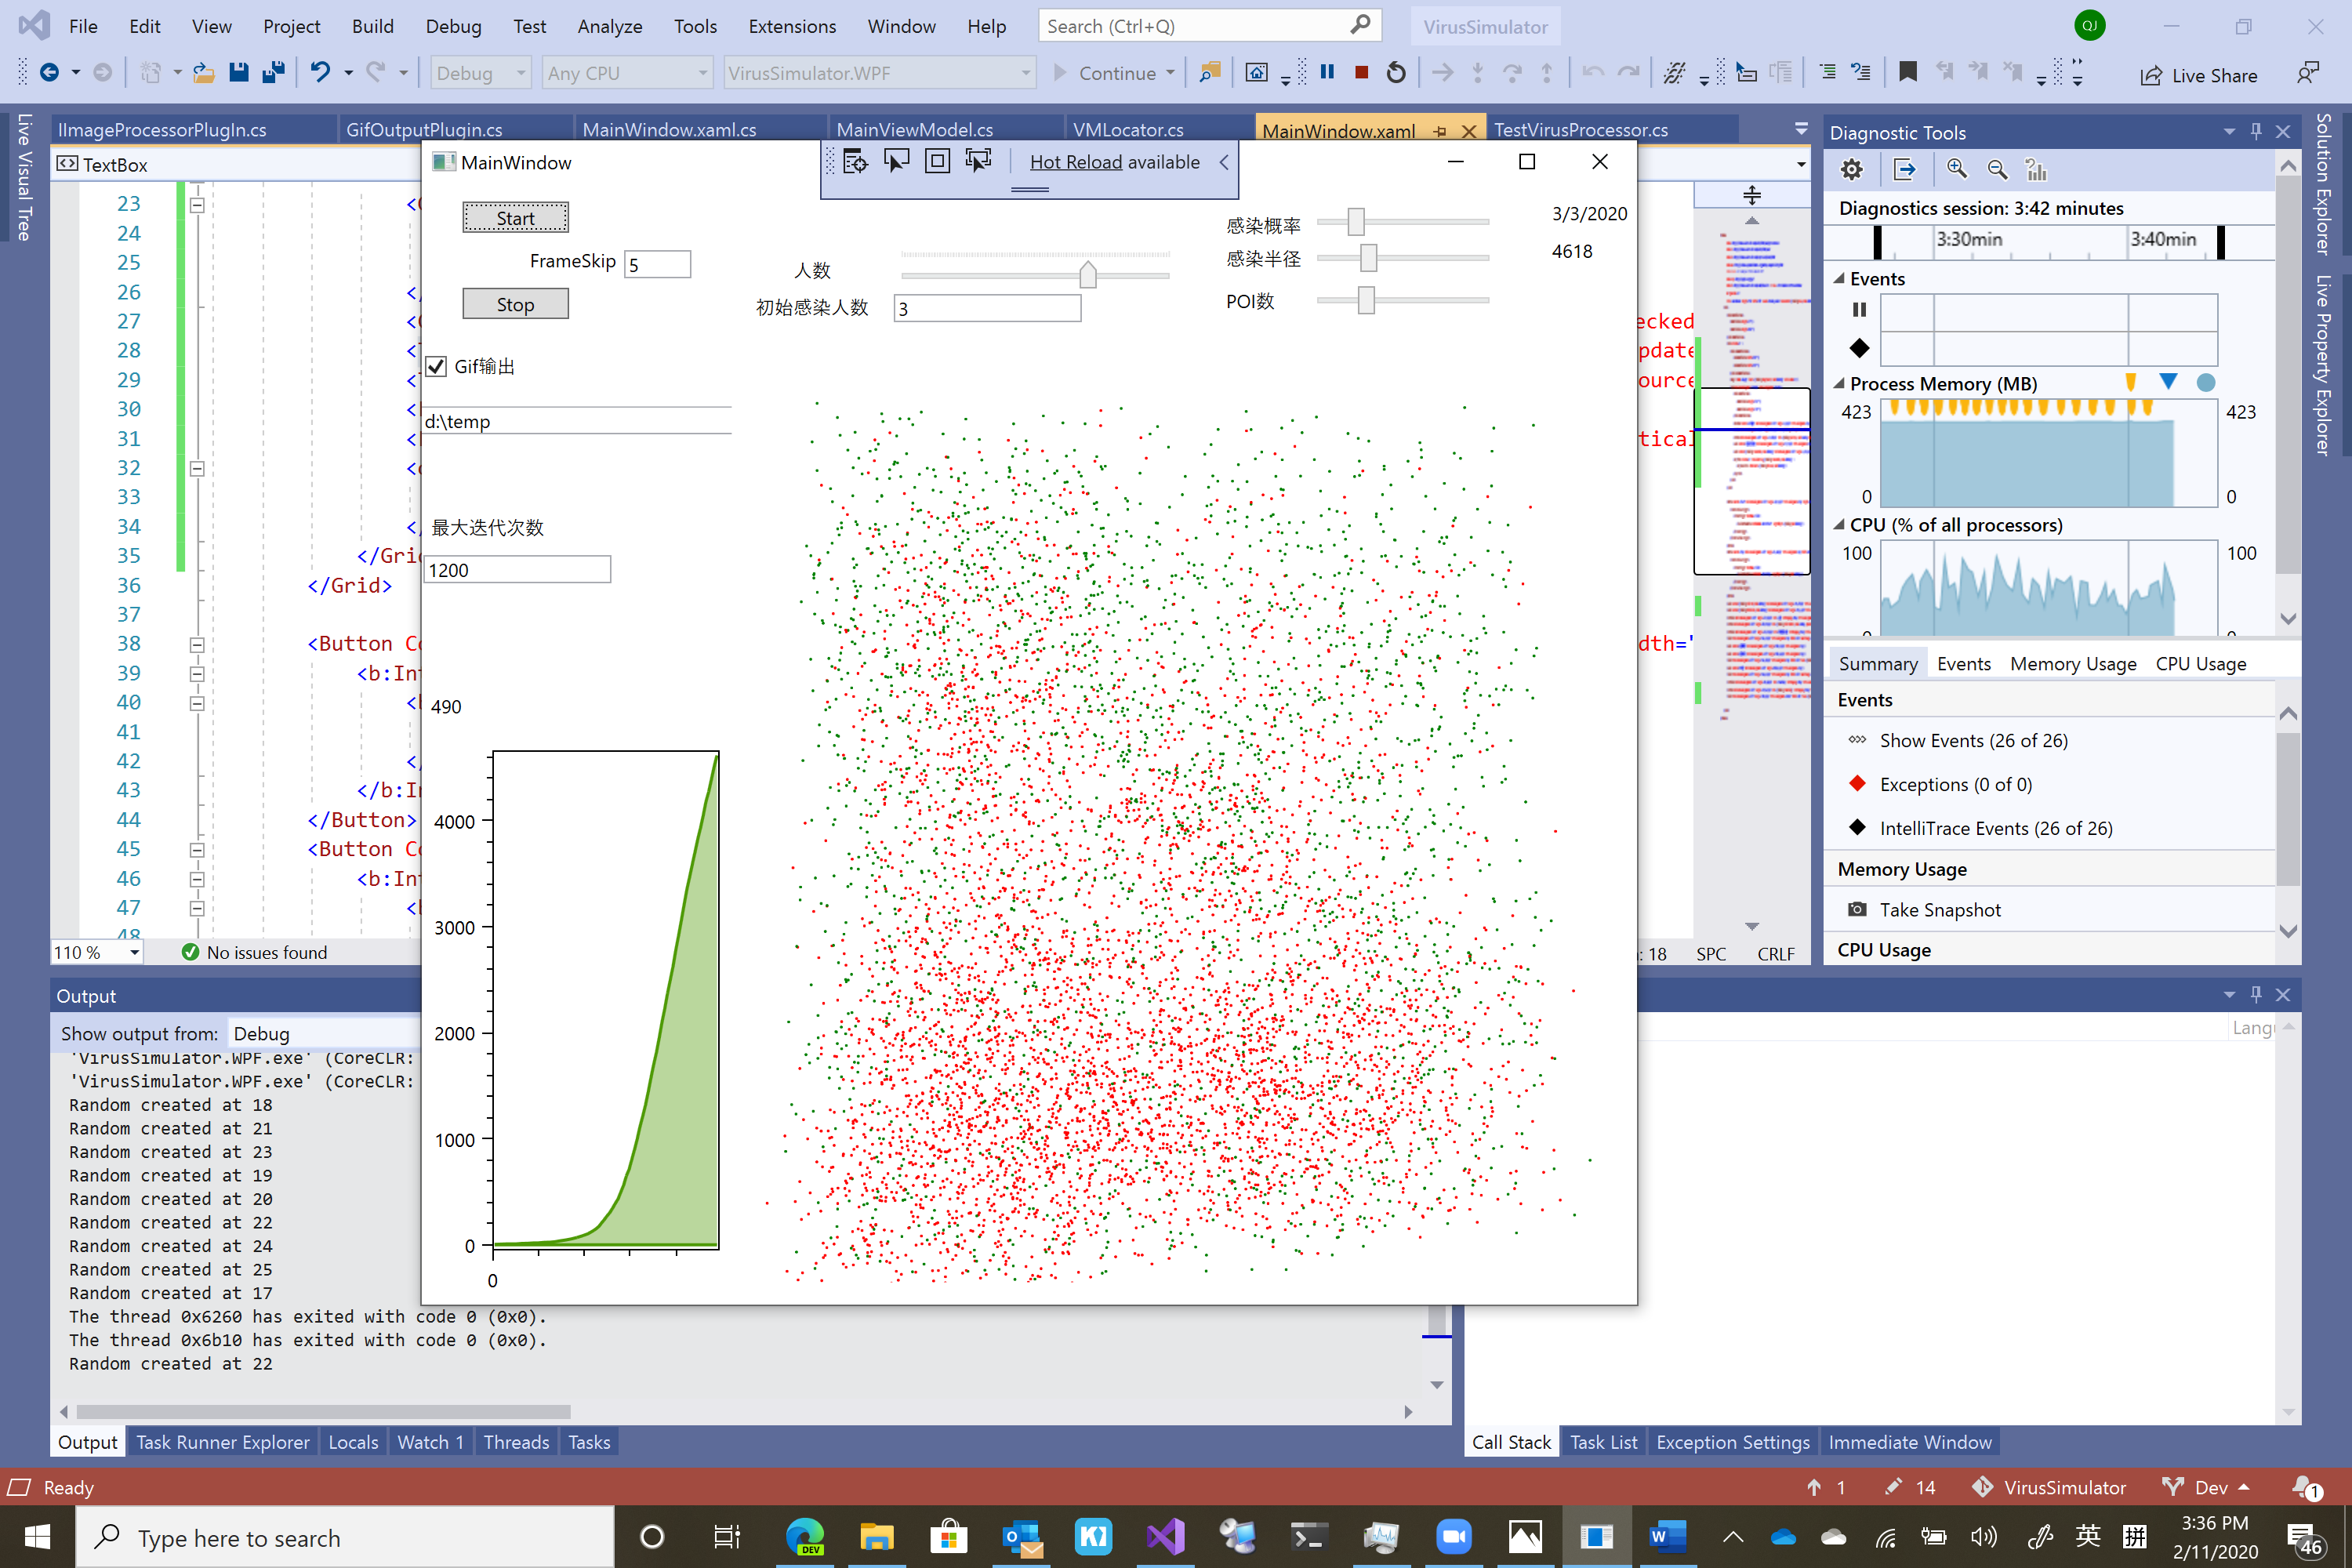 File Edit View Project Build Debug Test Analyze Tools Extensions Window Help Search (Ctrl+Q) VirusSimulator QJ
Debug Any CPU VirusSimulator.WPF Continue Live Share
Live Visual Tree
IImageProcessorPlugIn.cs GifOutputPlugin.cs MainWindow.xaml.cs MainViewModel.cs VMLocator.cs MainWindow.xaml TestVirusProcessor.cs
TextBox
MainWindow
Hot Reload available
Start
FrameSkip 5
Stop
人数
初始感染人数 3
感染概率
感染半径
POI数
3/3/2020
4618
Gif输出
d:\temp
最大迭代次数
1200
490
4000
3000
2000
1000
0
0
23
24
25
26 </
27
28
29
30
31
32
33
34 </
35 </Grid
36 </Grid>
37
38 <Button Co
39 <b:Int
40
41
42 </
43 </b:In
44 </Button>
45 <Button Co
46 <b:Int
47
48
ecked
pdate
ource
tical
dth="
110 % No issues found
: 18 SPC CRLF
Diagnostic Tools
Diagnostics session: 3:42 minutes
3:30min 3:40min
Events
Process Memory (MB)
423 423
0 0
CPU (% of all processors)
100 100
Summary Events Memory Usage CPU Usage
Events
Show Events (26 of 26)
Exceptions (0 of 0)
IntelliTrace Events (26 of 26)
Memory Usage
Take Snapshot
CPU Usage
Solution Explorer
Live Property Explorer
Output
Show output from: Debug
'VirusSimulator.WPF.exe' (CoreCLR:
'VirusSimulator.WPF.exe' (CoreCLR:
Random created at 18
Random created at 21
Random created at 23
Random created at 19
Random created at 20
Random created at 22
Random created at 24
Random created at 25
Random created at 17
The thread 0x6260 has exited with code 0 (0x0).
The thread 0x6b10 has exited with code 0 (0x0).
Random created at 22
Lang
Output Task Runner Explorer Locals Watch 1 Threads Tasks
Call Stack Task List Exception Settings Immediate Window
Ready 1 14 VirusSimulator Dev 1
Type here to search
DEV
英 拼
3:36 PM
2/11/2020
46